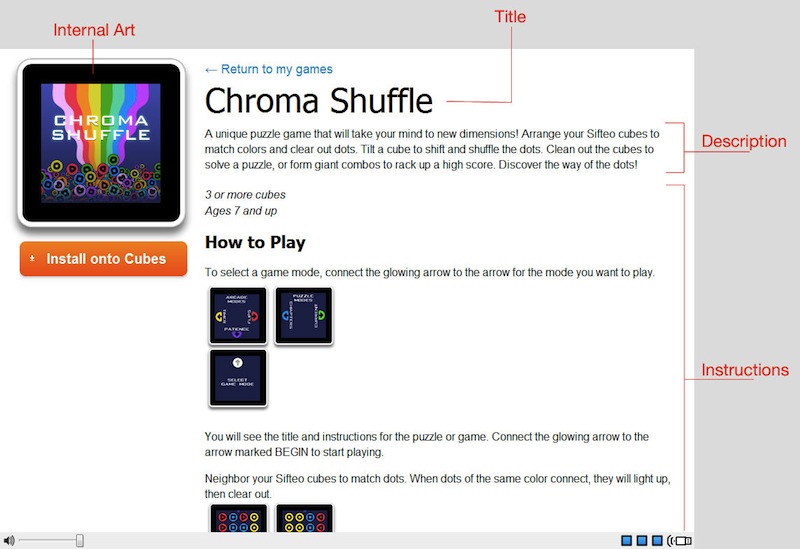 Internal Art
Title
← Return to my games
CHROMA
SHUFFLE
Chroma Shuffle
A unique puzzle game that will take your mind to new dimensions! Arrange your Sifteo cubes to
match colors and clear out dots. Tilt a cube to shift and shuffle the dots. Clean out the cubes to
solve a puzzle, or form giant combos to rack up a high score. Discover the way of the dots!
Description
3 or more cubes
Ages 7 and up
Install onto Cubes
How to Play
To select a game mode, connect the glowing arrow to the arrow for the mode you want to play.
ARCADE
MODES
PATIENCE
PUZZLE
MODES
CHAPTERS
SELECT
GAME MODE
Instructions
You will see the title and instructions for the puzzle or game. Connect the glowing arrow to the
arrow marked BEGIN to start playing.
Neighbor your Sifteo cubes to match dots. When dots of the same color connect, they will light up,
then clear out.